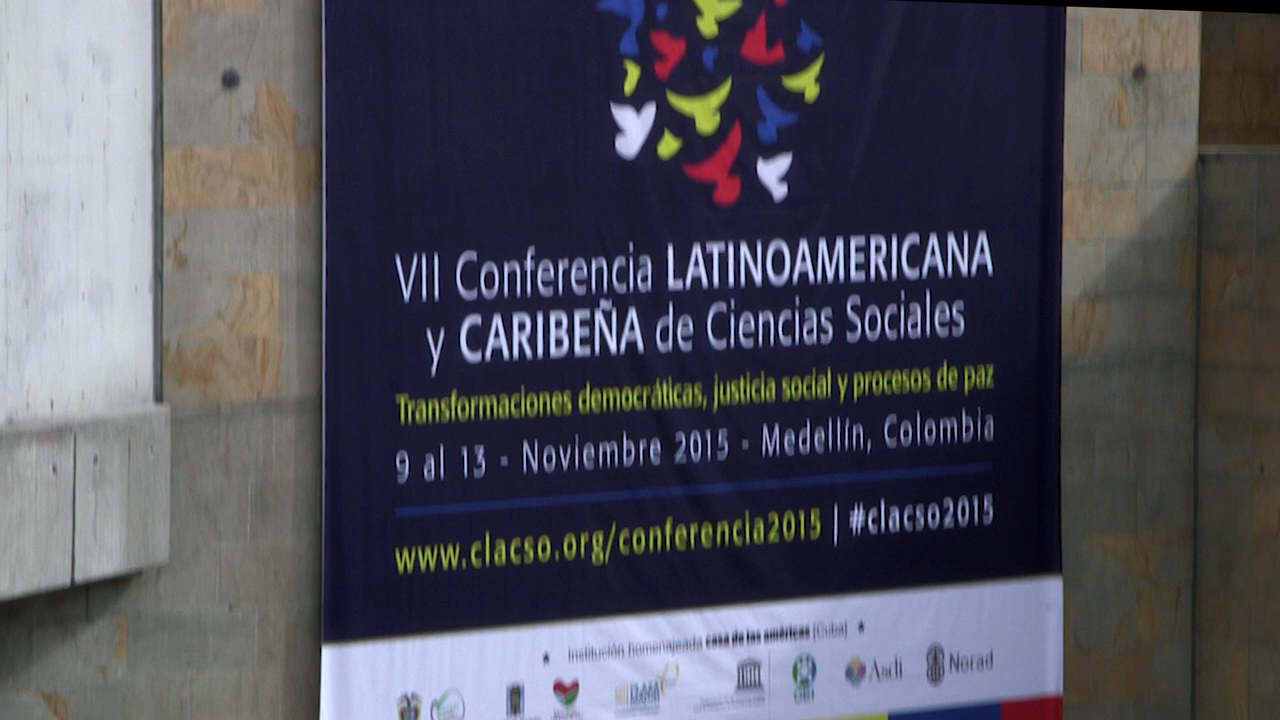 VII Conferencia LATINOAMERICANA
y CARIBEÑA de Ciencias Sociales
Transformaciones democráticas, justicia social y procesos de paz
9 al 13 - Noviembre 2015 - Medellín, Colombia
www.clacso.org/conferencia2015 | #clacso2015
Institución homenajeada casa de las américas (Cuba)
Asdi Norad